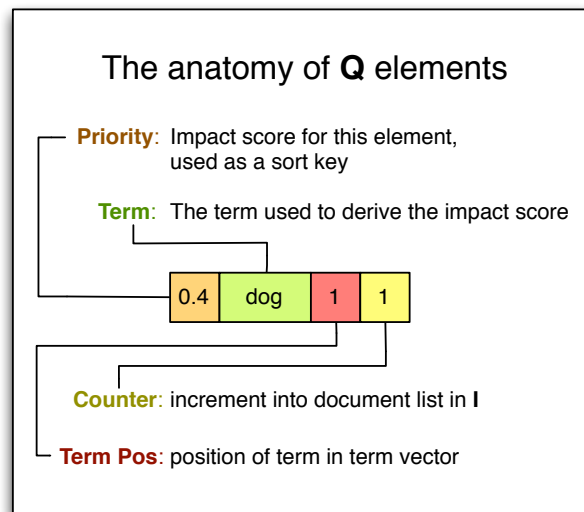 The anatomy of Q elements
Priority: Impact score for this element,
used as a sort key
Term: The term used to derive the impact score
0.4 dog 1 1
Counter: increment into document list in I
Term Pos: position of term in term vector